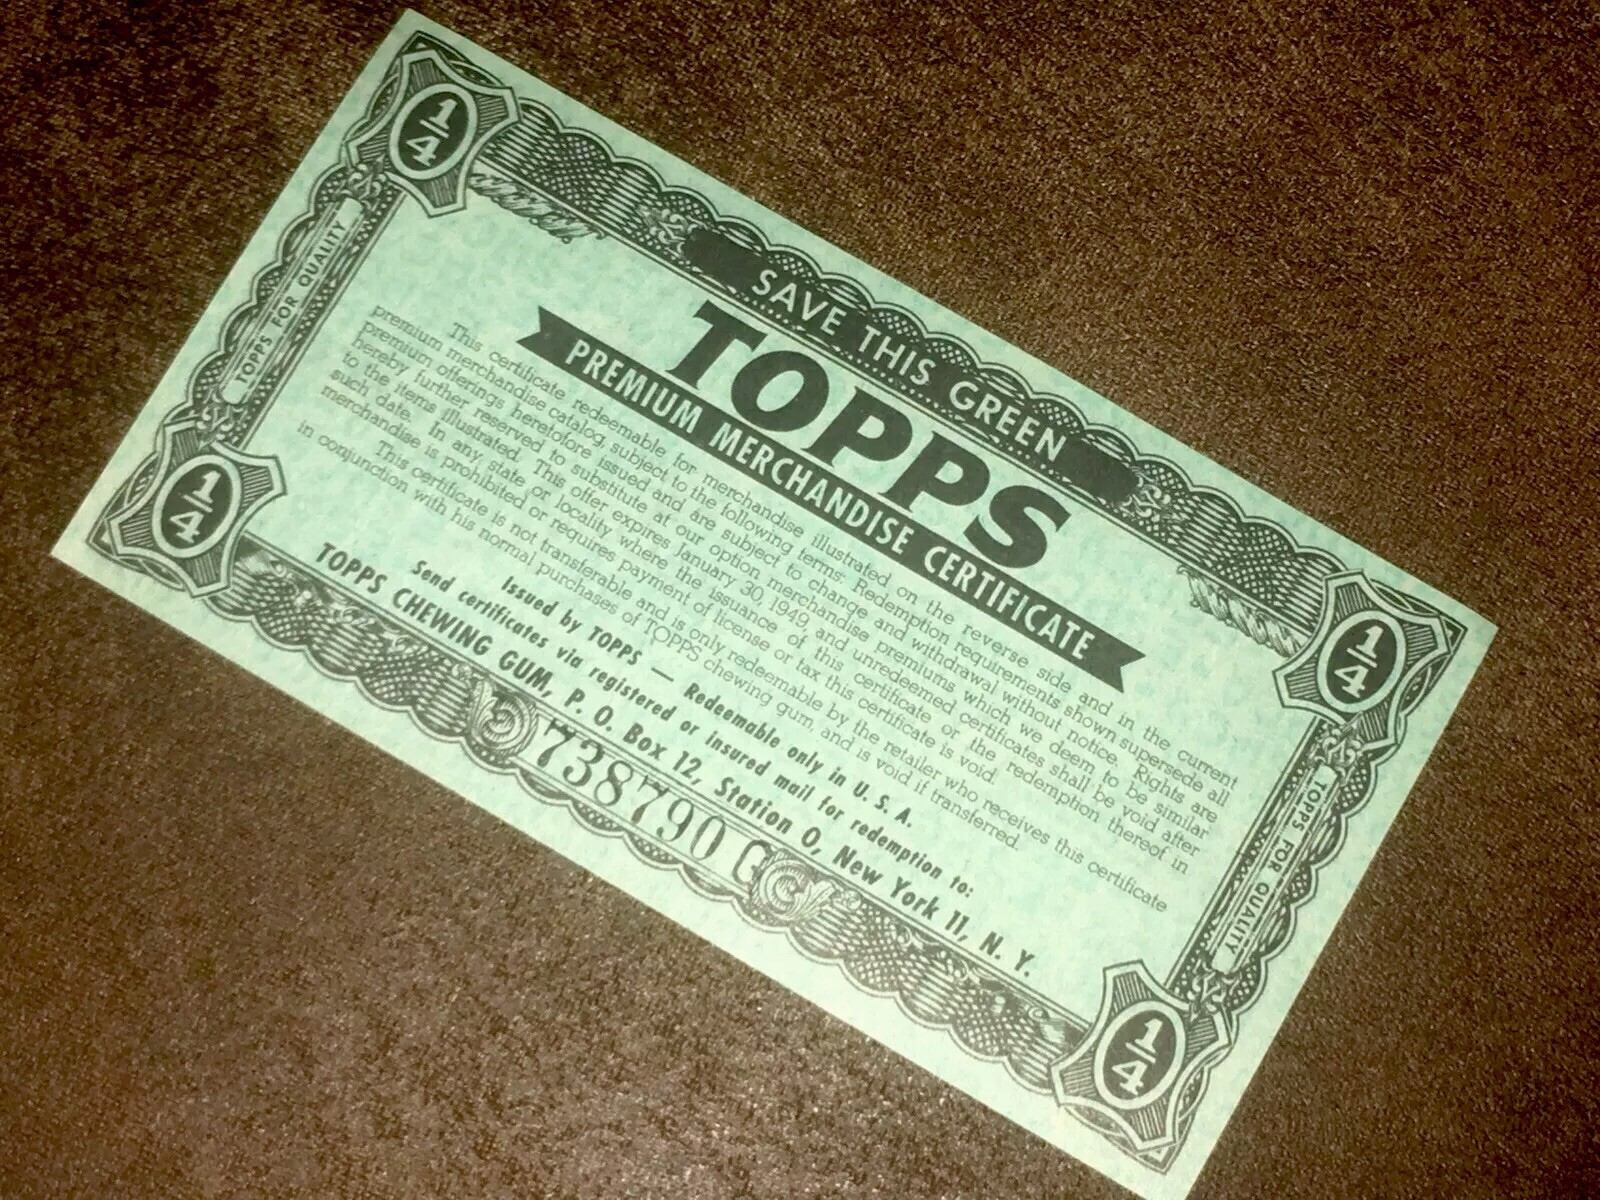 1/4
SAVE THIS GREEN
1/4
TOPPS
PREMIUM MERCHANDISE CERTIFICATE
TOPPS FOR QUALITY
This certificate redeemable for merchandise illustrated on the reverse side and in the current
premium merchandise catalog subject to the following terms: Redemption requirements shown supersede all
premium offerings heretofore issued and are subject to change and withdrawal without notice. Rights are
hereby further reserved to substitute at our option merchandise premiums which we deem to be similar
to the items illustrated. This offer expires January 30, 1949, and unredeemed certificates shall be void after
such date. In any state or locality where the issuance of this certificate or the redemption thereof in
merchandise is prohibited or requires payment of license or tax this certificate is void.
This certificate is not transferable and is only redeemable by the retailer who receives this certificate
in conjunction with his normal purchases of TOPPS chewing gum, and is void if transferred.
TOPPS FOR QUALITY
Issued by TOPPS — Redeemable only in U. S. A.
Send certificates via registered or insured mail for redemption to:
TOPPS CHEWING GUM, P. O. Box 12, Station O, New York 11, N. Y.
1/4
738790 G
1/4